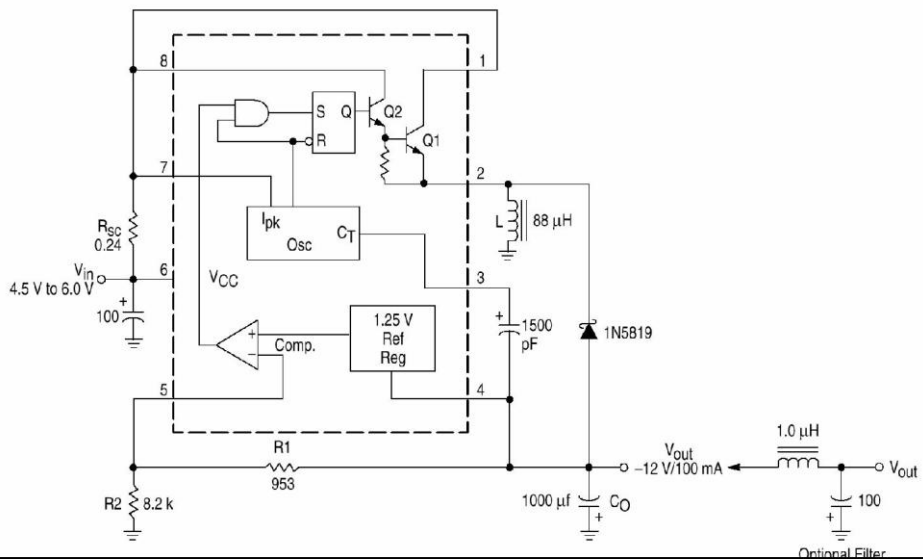 8
1
S
Q
Q2
R
Q1
7
2
Ipk
Osc
CT
L
88 µH
Rsc
0.24
3
Vin
4.5 V to 6.0 V
6
VCC
100
+
+
1.25 V
Ref
Reg
+
1500
pF
1N5819
Comp.
−
5
4
R1
953
Vout
−12 V/100 mA
1.0 µH
Vout
R2
8.2 k
1000 µf
CO
+
100
+
Optional Filter